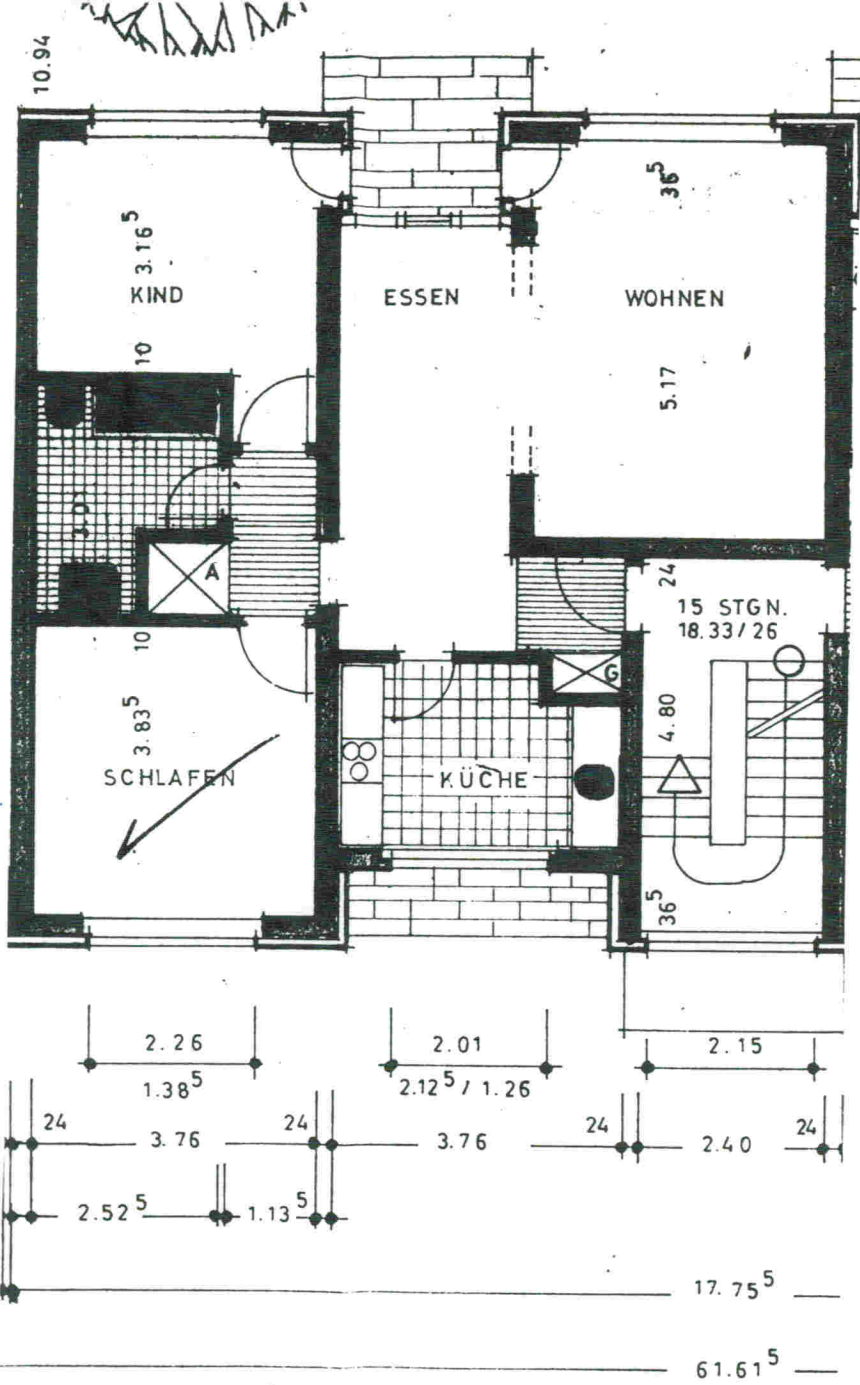 10.94
36⁵
3.16⁵
KIND
ESSEN
WOHNEN
10
5.17
A
24
15 STGN.
18.33/26
10
G
3.83⁵
4.80
SCHLAFEN
KÜCHE
36⁵
2.26
2.01
2.15
1.38⁵
2.12⁵ / 1.26
24
24
24
24
3.76
3.76
2.40
2.52⁵
1.13⁵
17.75⁵
61.61⁵